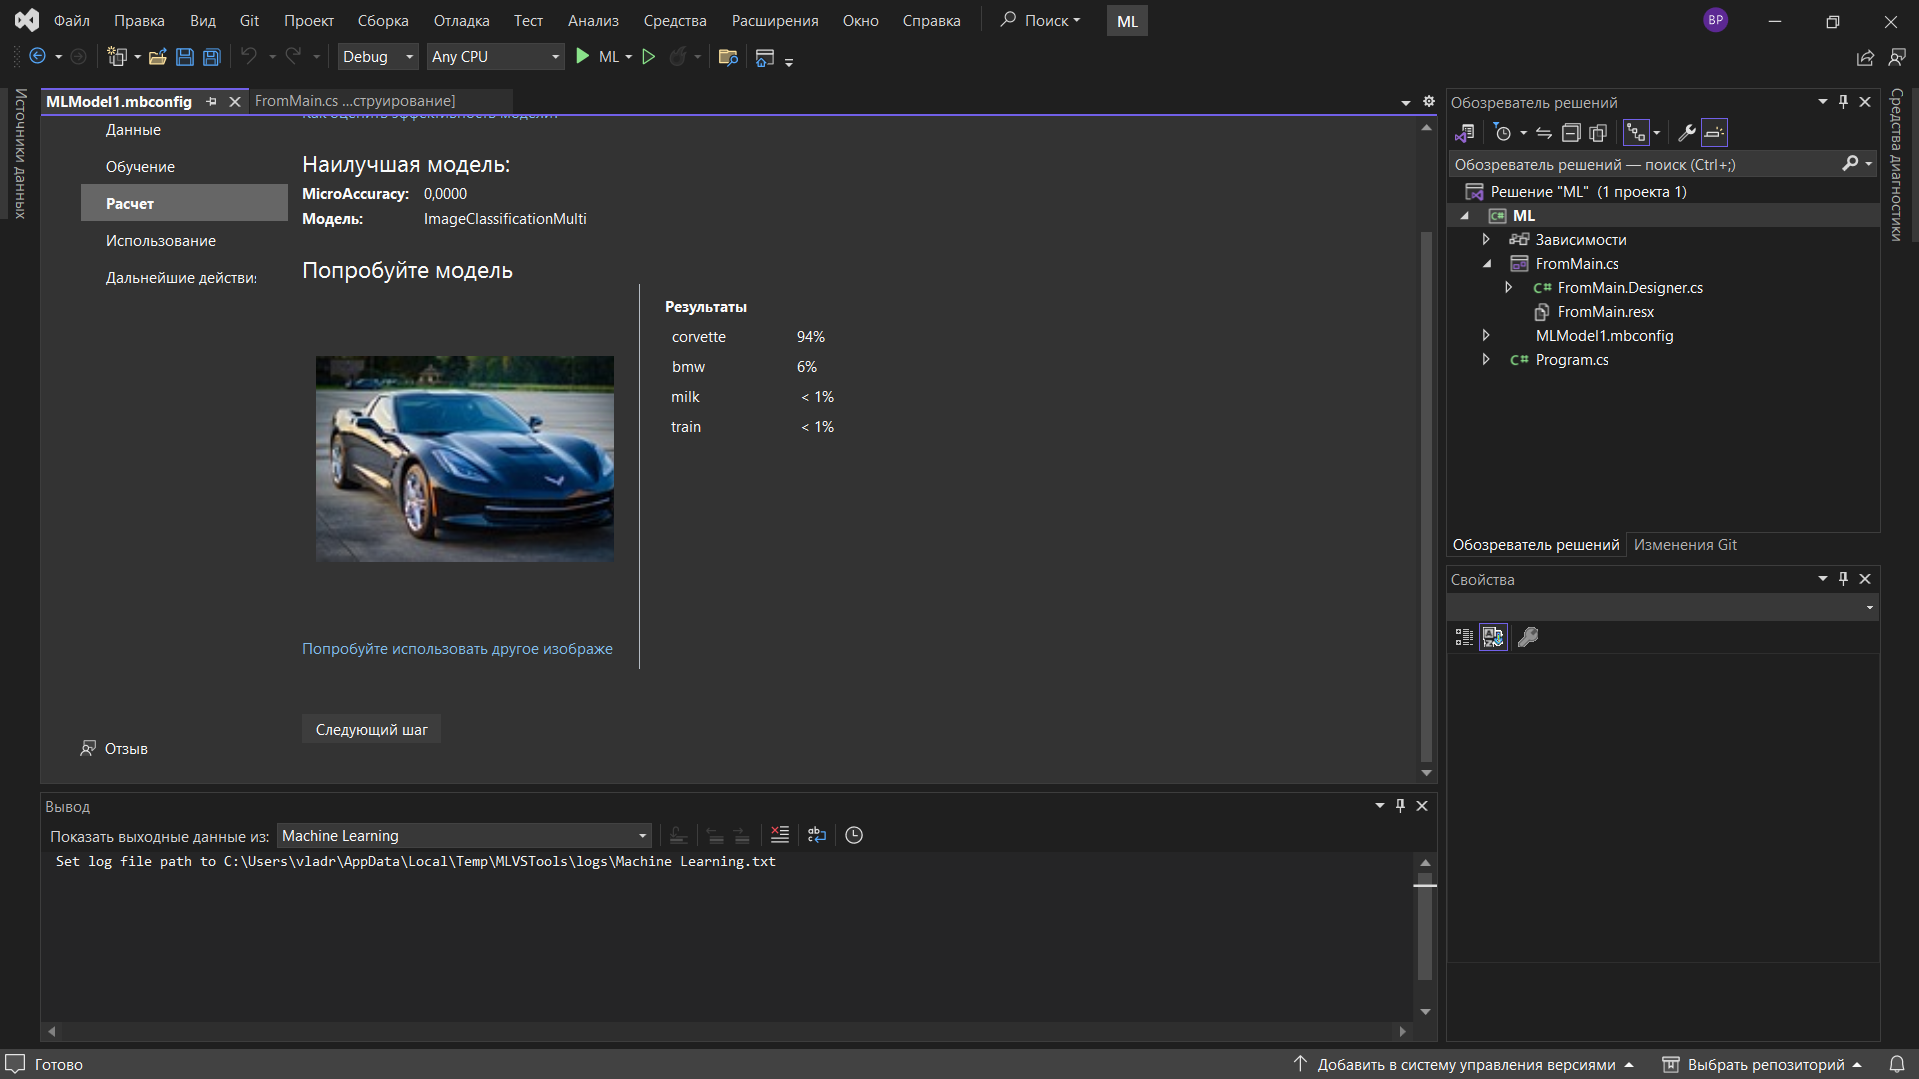 Файл Правка Вид Git Проект Сборка Отладка Тест Анализ Средства Расширения Окно Справка Поиск ML ВР
Debug Any CPU ML
Источники данных
MLModel1.mbconfig FromMain.cs ...струирование]
Как оценить эффективность модели?
Данные
Обучение
Расчет
Использование
Дальнейшие действи
Наилучшая модель:
MicroAccuracy: 0,0000
Модель: ImageClassificationMulti
Попробуйте модель
Результаты
corvette 94%
bmw 6%
milk < 1%
train < 1%
Попробуйте использовать другое изображе
Следующий шаг
Отзыв
Вывод
Показать выходные данные из: Machine Learning
Set log file path to C:\Users\vladr\AppData\Local\Temp\MLVSTools\logs\Machine Learning.txt
Обозреватель решений
Обозреватель решений — поиск (Ctrl+;)
Решение "ML" (1 проекта 1)
C# ML
Зависимости
FromMain.cs
C# FromMain.Designer.cs
FromMain.resx
MLModel1.mbconfig
C# Program.cs
Обозреватель решений Изменения Git
Свойства
Средства диагностики
Готово
Добавить в систему управления версиями Выбрать репозиторий